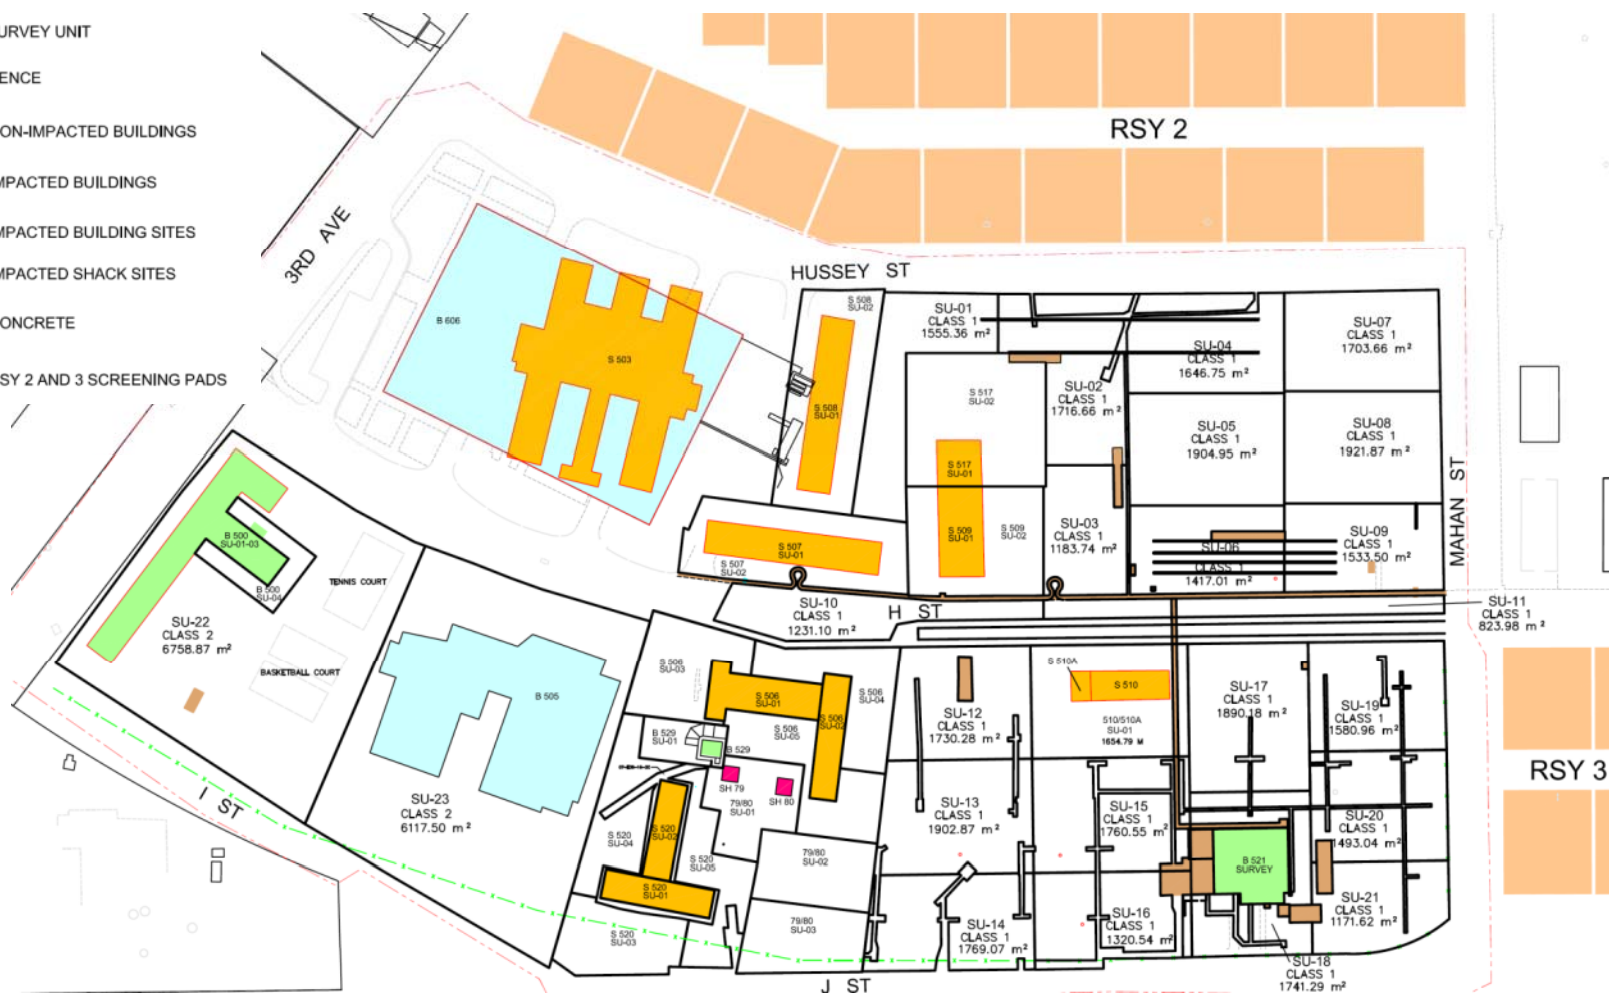 URVEY UNIT
ENCE
ON-IMPACTED BUILDINGS
MPACTED BUILDINGS
MPACTED BUILDING SITES
MPACTED SHACK SITES
ONCRETE
SY 2 AND 3 SCREENING PADS
RSY 2
3RD AVE
HUSSEY ST
B 606
S 503
S 508
SU-02
S 508
SU-01
SU-01
CLASS 1
1555.36 m²
S 517
SU-02
SU-02
CLASS 1
1716.66 m²
SU-04
CLASS 1
1646.75 m²
SU-07
CLASS 1
1703.66 m²
SU-05
CLASS 1
1904.95 m²
SU-08
CLASS 1
1921.87 m²
MAHAN ST
S 517
SU-01
S 509
SU-01
S 509
SU-02
SU-03
CLASS 1
1183.74 m²
SU-06
CLASS 1
1417.01 m²
SU-09
CLASS 1
1533.50 m²
S 507
SU-01
S 507
SU-02
B 500
SU-01-03
B 500
SU-04
TENNIS COURT
SU-22
CLASS 2
6758.87 m²
BASKETBALL COURT
SU-10
CLASS 1
1231.10 m²
H ST
SU-11
CLASS 1
823.98 m²
B 505
S 506
SU-03
S 506
SU-01
S 506
SU-02
S 506
SU-04
S 506
SU-05
B 529
SU-01
B 529
SH 79
SH 80
79/80
SU-01
SU-12
CLASS 1
1730.28 m²
S 510A
S 510
510/510A
SU-01
1654.79 M
SU-17
CLASS 1
1890.18 m²
SU-19
CLASS 1
1580.96 m²
RSY 3
I ST
SU-23
CLASS 2
6117.50 m²
S 520
SU-04
S 520
SU-02
S 520
SU-05
S 520
SU-01
S 520
SU-03
79/80
SU-02
79/80
SU-03
SU-13
CLASS 1
1902.87 m²
SU-15
CLASS 1
1760.55 m²
SU-20
CLASS 1
1493.04 m²
B 521
SURVEY
SU-14
CLASS 1
1769.07 m²
SU-16
CLASS 1
1320.54 m²
SU-21
CLASS 1
1171.62 m²
SU-18
CLASS 1
1741.29 m²
J ST